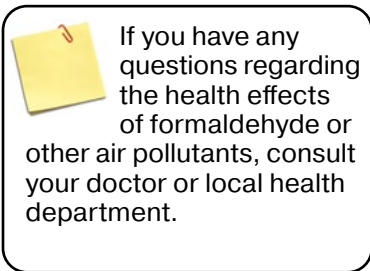 If you have any
questions regarding
the health effects
of formaldehyde or
other air pollutants, consult
your doctor or local health
department.